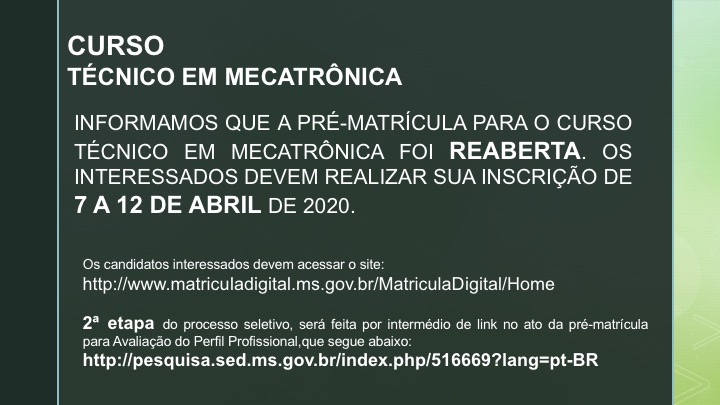 CURSO
TÉCNICO EM MECATRÔNICA
INFORMAMOS QUE A PRÉ-MATRÍCULA PARA O CURSO
TÉCNICO EM MECATRÔNICA FOI REABERTA. OS
INTERESSADOS DEVEM REALIZAR SUA INSCRIÇÃO DE
7 A 12 DE ABRIL DE 2020.
Os candidatos interessados devem acessar o site:
http://www.matriculadigital.ms.gov.br/MatriculaDigital/Home
2ª etapa do processo seletivo, será feita por intermédio de link no ato da pré-matrícula
para Avaliação do Perfil Profissional,que segue abaixo:
http://pesquisa.sed.ms.gov.br/index.php/516669?lang=pt-BR